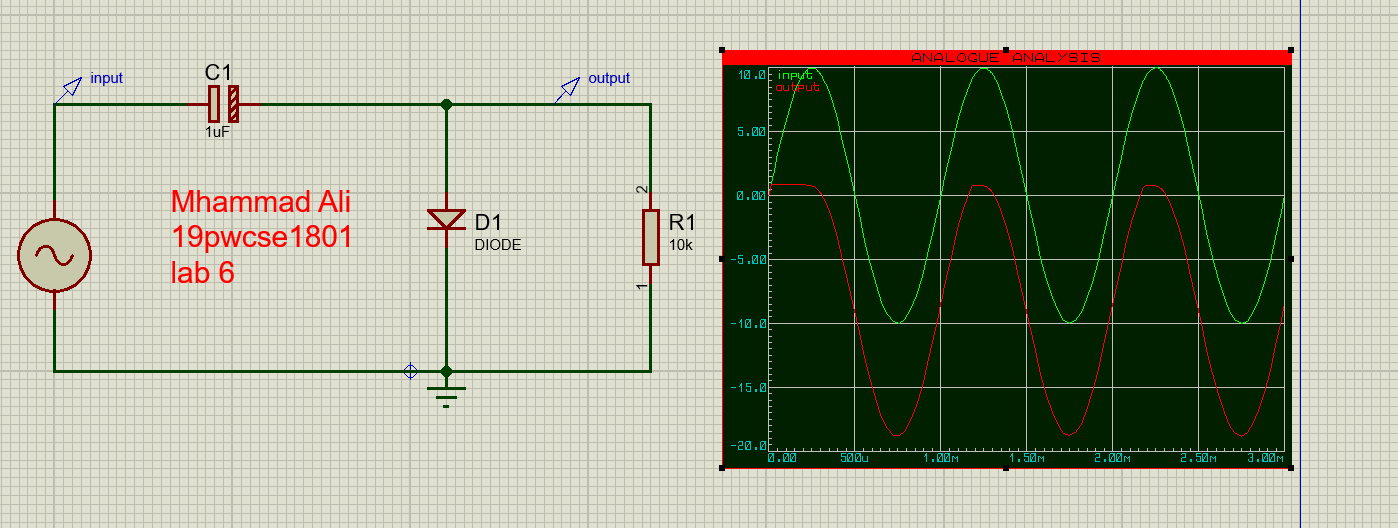 input
C1
1uF
output
Mhammad Ali
19pwcse1801
lab 6
D1
DIODE
2
R1
10k
1
ANALOGUE ANALYSIS
input
output
10.0
5.00
0.00
-5.00
-10.0
-15.0
-20.0
0.00 500u 1.00m 1.50m 2.00m 2.50m 3.00m